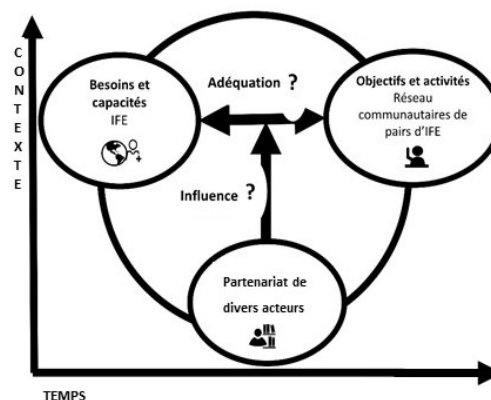 CONTEXTE
Besoins et
capacités
IFE
Adéquation ?
Objectifs et activités
Réseau
communautaires de
pairs d'IFE
Influence ?
Partenariat de
divers acteurs
TEMPS